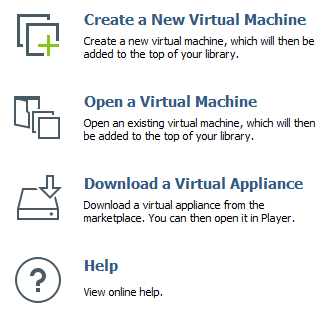 Create a New Virtual Machine
Create a new virtual machine, which will then be
added to the top of your library.
Open a Virtual Machine
Open an existing virtual machine, which will then
be added to the top of your library.
Download a Virtual Appliance
Download a virtual appliance from the
marketplace. You can then open it in Player.
?
Help
View online help.